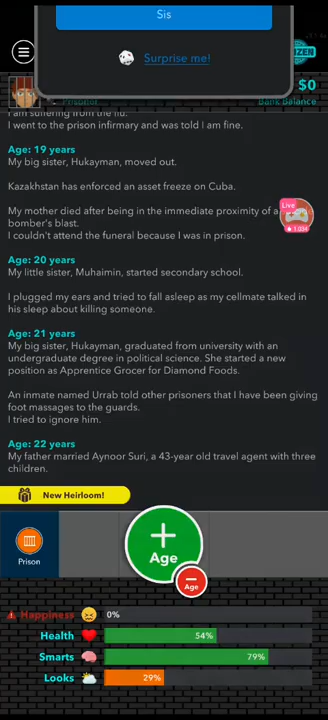 Sis
Surprise me!
$0
Bank Balance
I am suffering from the flu.
I went to the prison infirmary and was told I am fine.
Age: 19 years
My big sister, Hukayman, moved out.
Kazakhstan has enforced an asset freeze on Cuba.
My mother died after being in the immediate proximity of a
bomber's blast.
I couldn't attend the funeral because I was in prison.
Live
Age: 20 years
My little sister, Muhaimin, started secondary school.
I plugged my ears and tried to fall asleep as my cellmate talked in
his sleep about killing someone.
Age: 21 years
My big sister, Hukayman, graduated from university with an
undergraduate degree in political science. She started a new
position as Apprentice Grocer for Diamond Foods.
An inmate named Urrab told other prisoners that I have been giving
foot massages to the guards.
I tried to ignore him.
Age: 22 years
My father married Aynoor Suri, a 43-year old travel agent with three
children.
New Heirloom!
Prison
Age
Age
Happiness 0%
Health 54%
Smarts 79%
Looks 29%